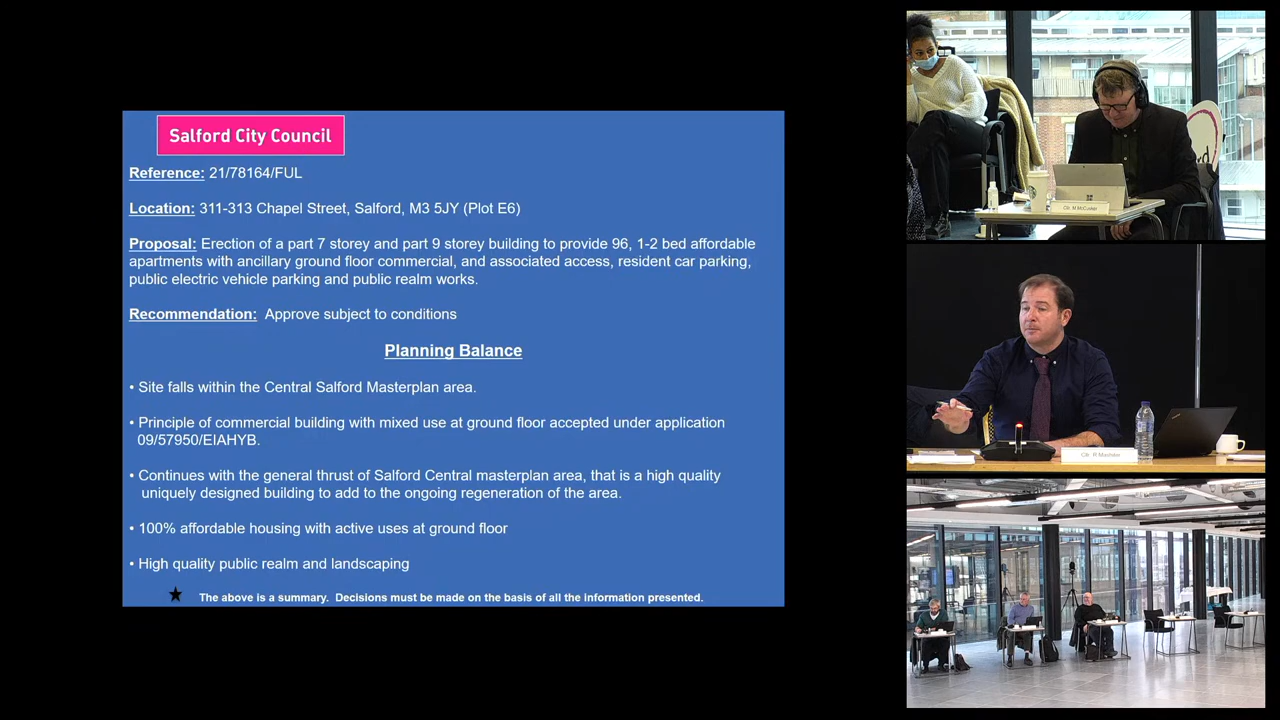 Salford City Council
Reference: 21/78164/FUL
Location: 311-313 Chapel Street, Salford, M3 5JY (Plot E6)
Proposal: Erection of a part 7 storey and part 9 storey building to provide 96, 1-2 bed affordable
apartments with ancillary ground floor commercial, and associated access, resident car parking,
public electric vehicle parking and public realm works.
Recommendation: Approve subject to conditions
Planning Balance
• Site falls within the Central Salford Masterplan area.
• Principle of commercial building with mixed use at ground floor accepted under application
09/57950/EIAHYB.
• Continues with the general thrust of Salford Central masterplan area, that is a high quality
uniquely designed building to add to the ongoing regeneration of the area.
• 100% affordable housing with active uses at ground floor
• High quality public realm and landscaping
★ The above is a summary. Decisions must be made on the basis of all the information presented.
Cllr. M McCusker
Cllr R